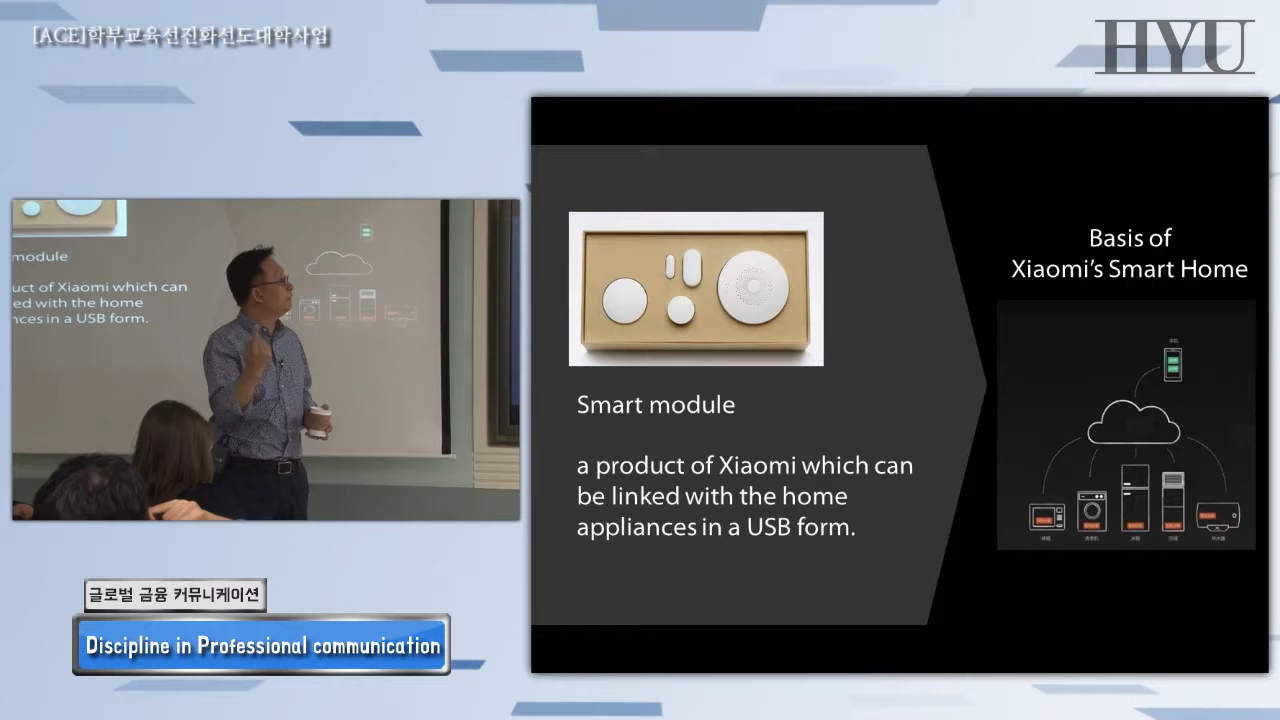 [ACE]학부교육선진화선도대학사업
HYU
module
uct of Xiaomi which can
ed with the home
nces in a USB form.
Smart module
a product of Xiaomi which can
be linked with the home
appliances in a USB form.
Basis of
Xiaomi's Smart Home
글로벌 금융 커뮤니케이션
Discipline in Professional communication